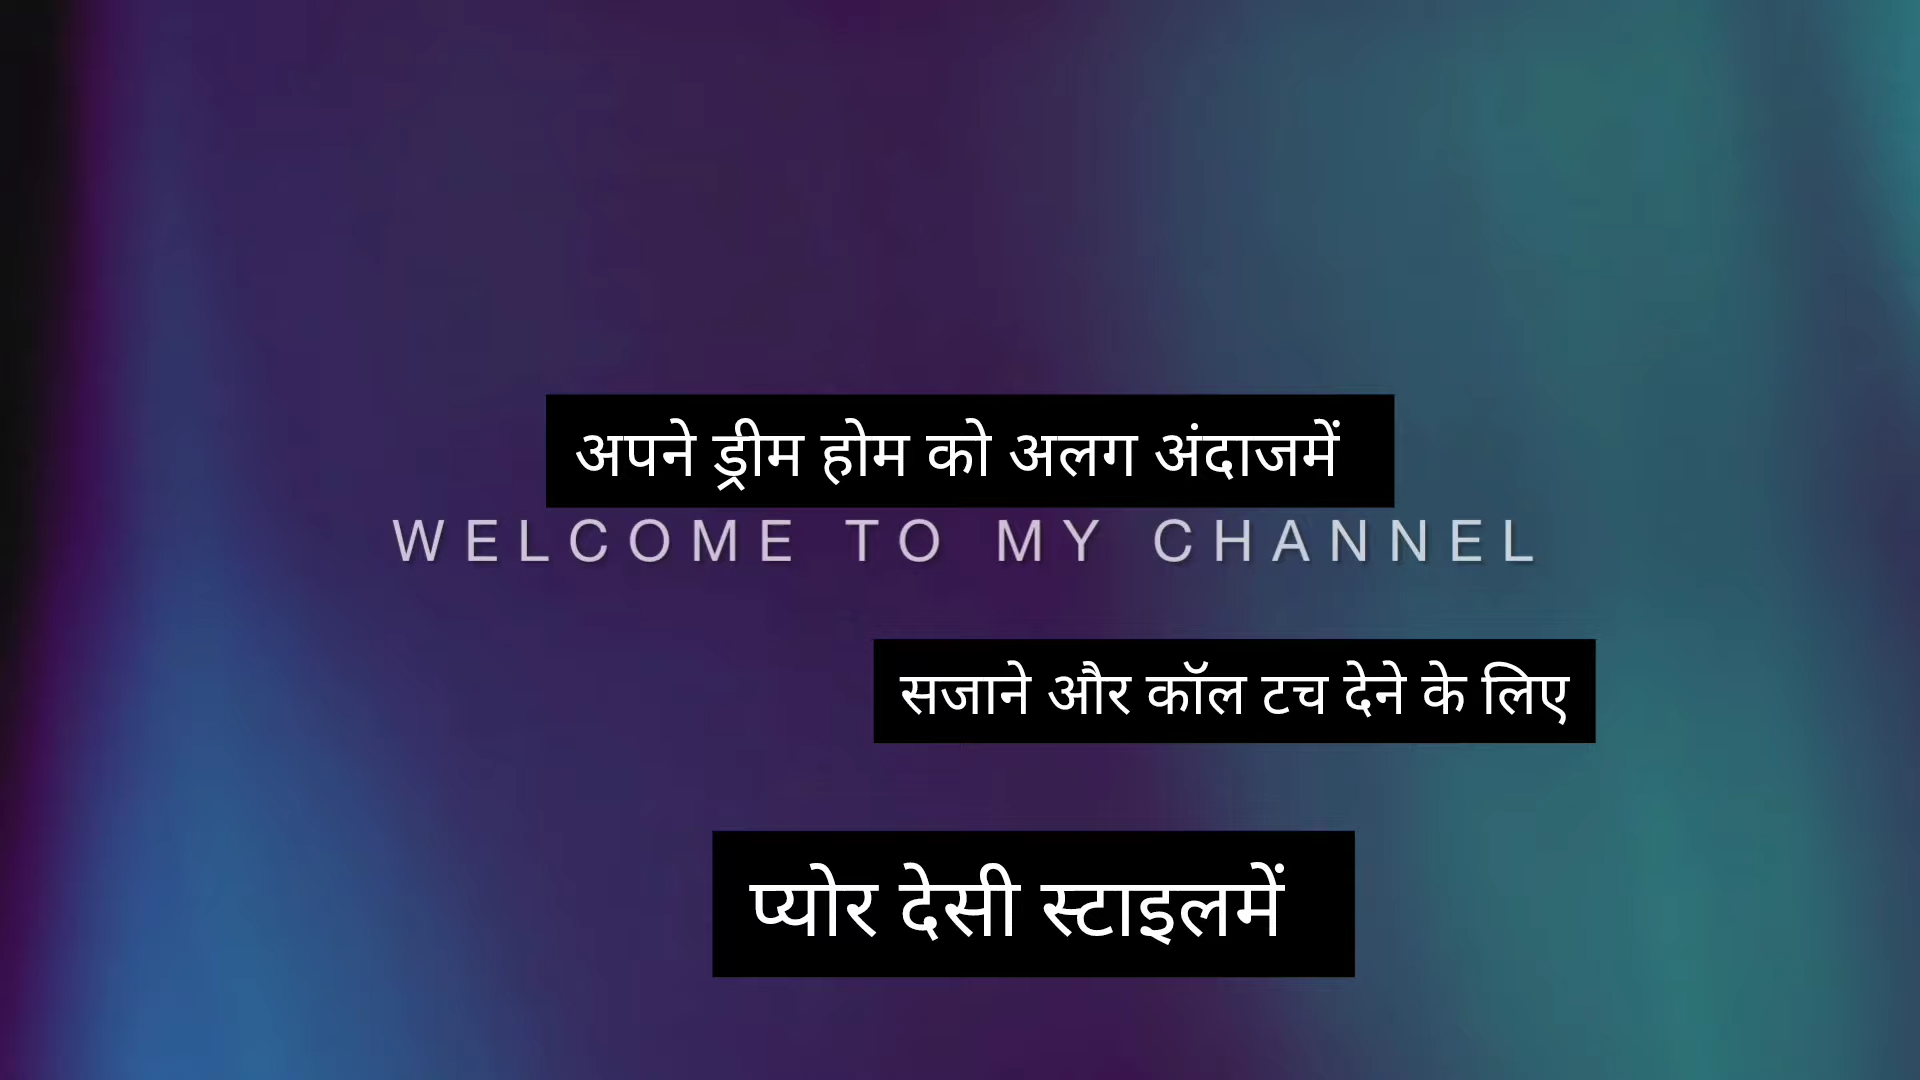 अपने ड्रीम होम को अलग अंदाजमें
WELCOME TO MY CHANNEL
सजाने और कॉल टच देने के लिए
प्योर देसी स्टाइलमें